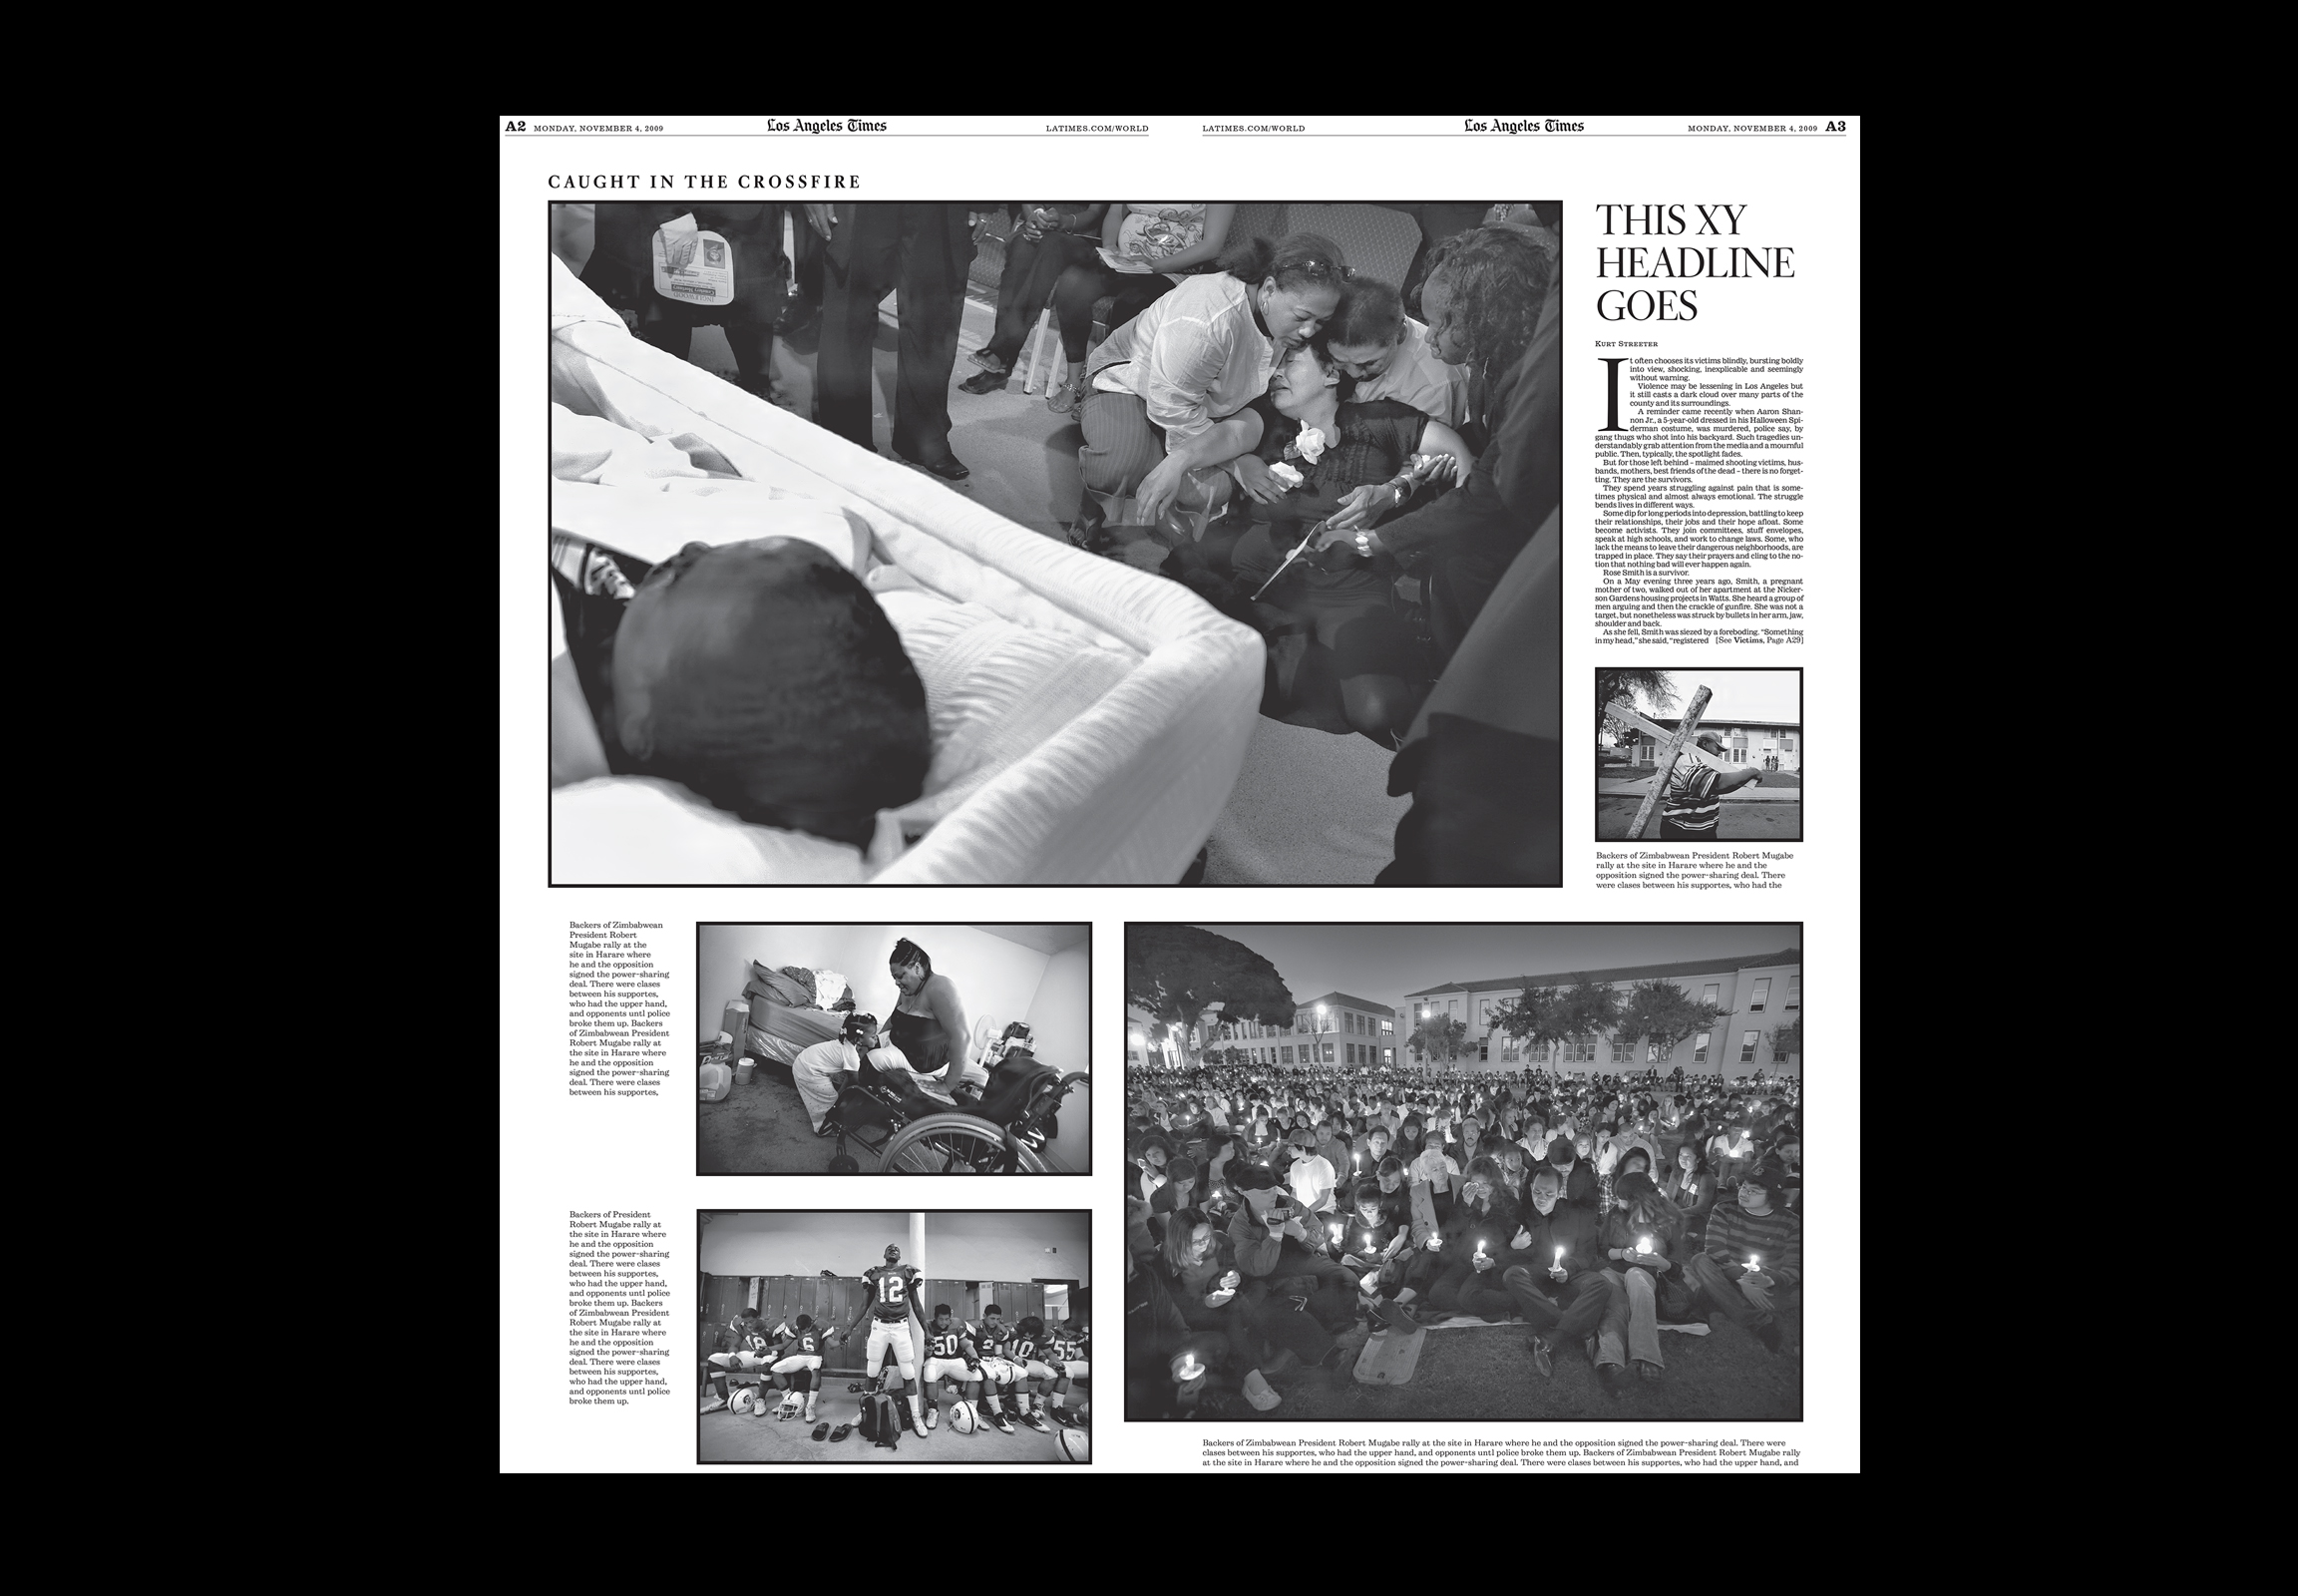 A2 MONDAY, NOVEMBER 4, 2009 Los Angeles Times LATIMES.COM/WORLD
LATIMES.COM/WORLD Los Angeles Times MONDAY, NOVEMBER 4, 2009 A3
CAUGHT IN THE CROSSFIRE
THIS XY
HEADLINE
GOES
KURT STREETER
It often chooses its victims blindly, bursting boldly
into view, shocking, inexplicable and seemingly
without warning.
Violence may be lessening in Los Angeles but
it still casts a dark cloud over many parts of the
county and its surroundings.
A reminder came recently when Aaron Shan-
non Jr., a 5-year-old dressed in his Halloween Spi-
derman costume, was murdered, police say, by
gang thugs who shot into his backyard. Such tragedies un-
derstandably grab attention from the media and a mournful
public. Then, typically, the spotlight fades.
But for those left behind – maimed shooting victims, hus-
bands, mothers, best friends of the dead – there is no forget-
ting. They are the survivors.
They spend years struggling against pain that is some-
times physical and almost always emotional. The struggle
bends lives in different ways.
Some dip for long periods into depression, battling to keep
their relationships, their jobs and their hope afloat. Some
become activists. They join committees, stuff envelopes,
speak at high schools, and work to change laws. Some, who
lack the means to leave their dangerous neighborhoods, are
trapped in place. They say their prayers and cling to the no-
tion that nothing bad will ever happen again.
Rose Smith is a survivor.
On a May evening three years ago, Smith, a pregnant
mother of two, walked out of her apartment at the Nicker-
son Gardens housing projects in Watts. She heard a group of
men arguing and then the crackle of gunfire. She was not a
target, but nonetheless was struck by bullets in her arm, jaw,
shoulder and back.
As she fell, Smith was siezed by a foreboding. "Something
in my head," she said, "registered [See Victims, Page A29]
Backers of Zimbabwean President Robert Mugabe
rally at the site in Harare where he and the
opposition signed the power-sharing deal. There
were clases between his supportes, who had the
Backers of Zimbabwean
President Robert
Mugabe rally at the
site in Harare where
he and the opposition
signed the power-sharing
deal. There were clases
between his supportes,
who had the upper hand,
and opponents untl police
broke them up. Backers
of Zimbabwean President
Robert Mugabe rally at
the site in Harare where
he and the opposition
signed the power-sharing
deal. There were clases
between his supportes,
Backers of President
Robert Mugabe rally at
the site in Harare where
he and the opposition
signed the power-sharing
deal. There were clases
between his supportes,
who had the upper hand,
and opponents untl police
broke them up. Backers
of Zimbabwean President
Robert Mugabe rally at
the site in Harare where
he and the opposition
signed the power-sharing
deal. There were clases
between his supportes,
who had the upper hand,
and opponents untl police
broke them up.
18
6
12
50
2
10
55
Backers of Zimbabwean President Robert Mugabe rally at the site in Harare where he and the opposition signed the power-sharing deal. There were
clases between his supportes, who had the upper hand, and opponents untl police broke them up. Backers of Zimbabwean President Robert Mugabe rally
at the site in Harare where he and the opposition signed the power-sharing deal. There were clases between his supportes, who had the upper hand, and